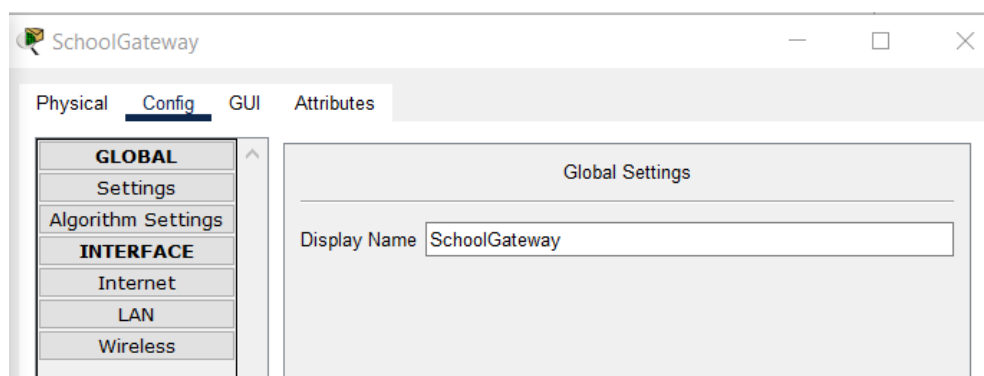 SchoolGateway
Physical Config GUI Attributes
GLOBAL
Settings
Algorithm Settings
INTERFACE
Internet
LAN
Wireless
Global Settings
Display Name SchoolGateway